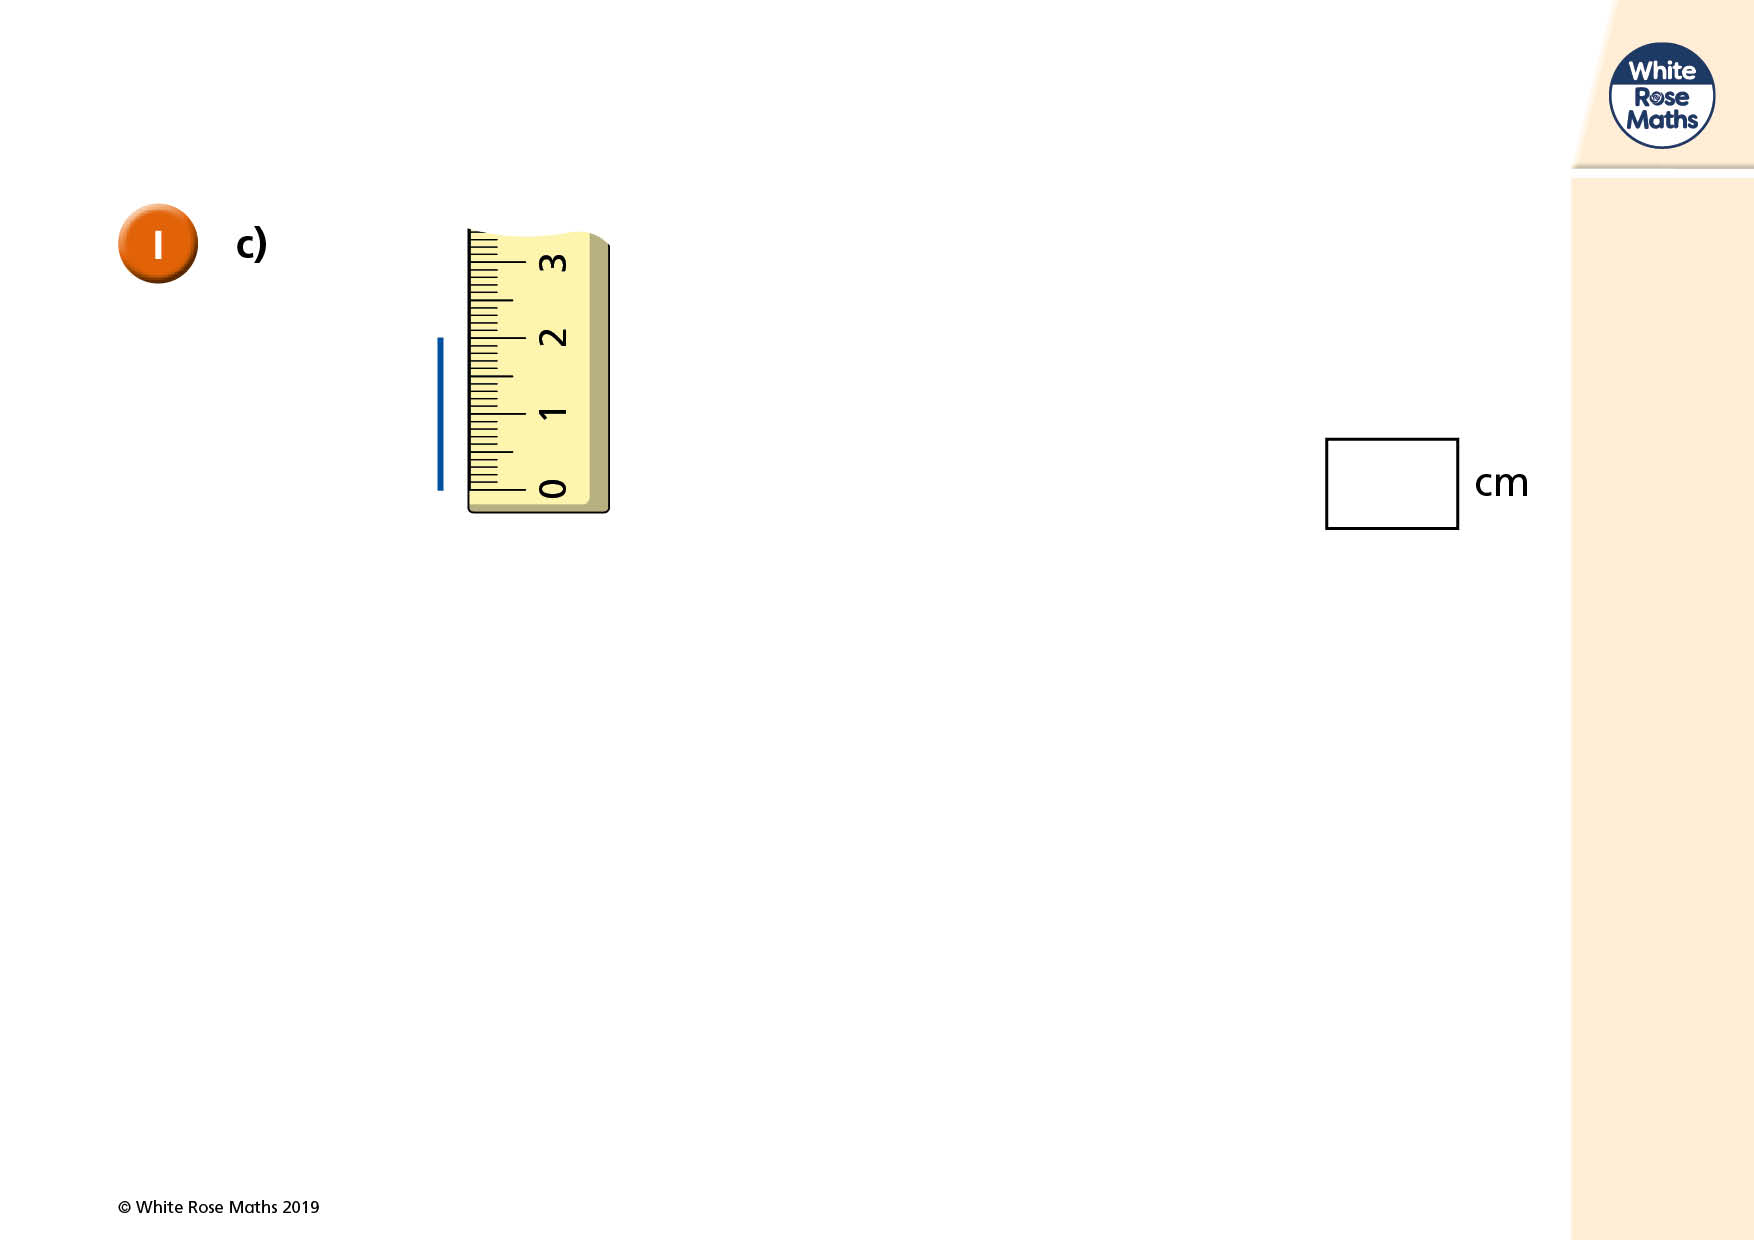 White
Rose
Maths
1 c)
3
2
1
0
cm
© White Rose Maths 2019